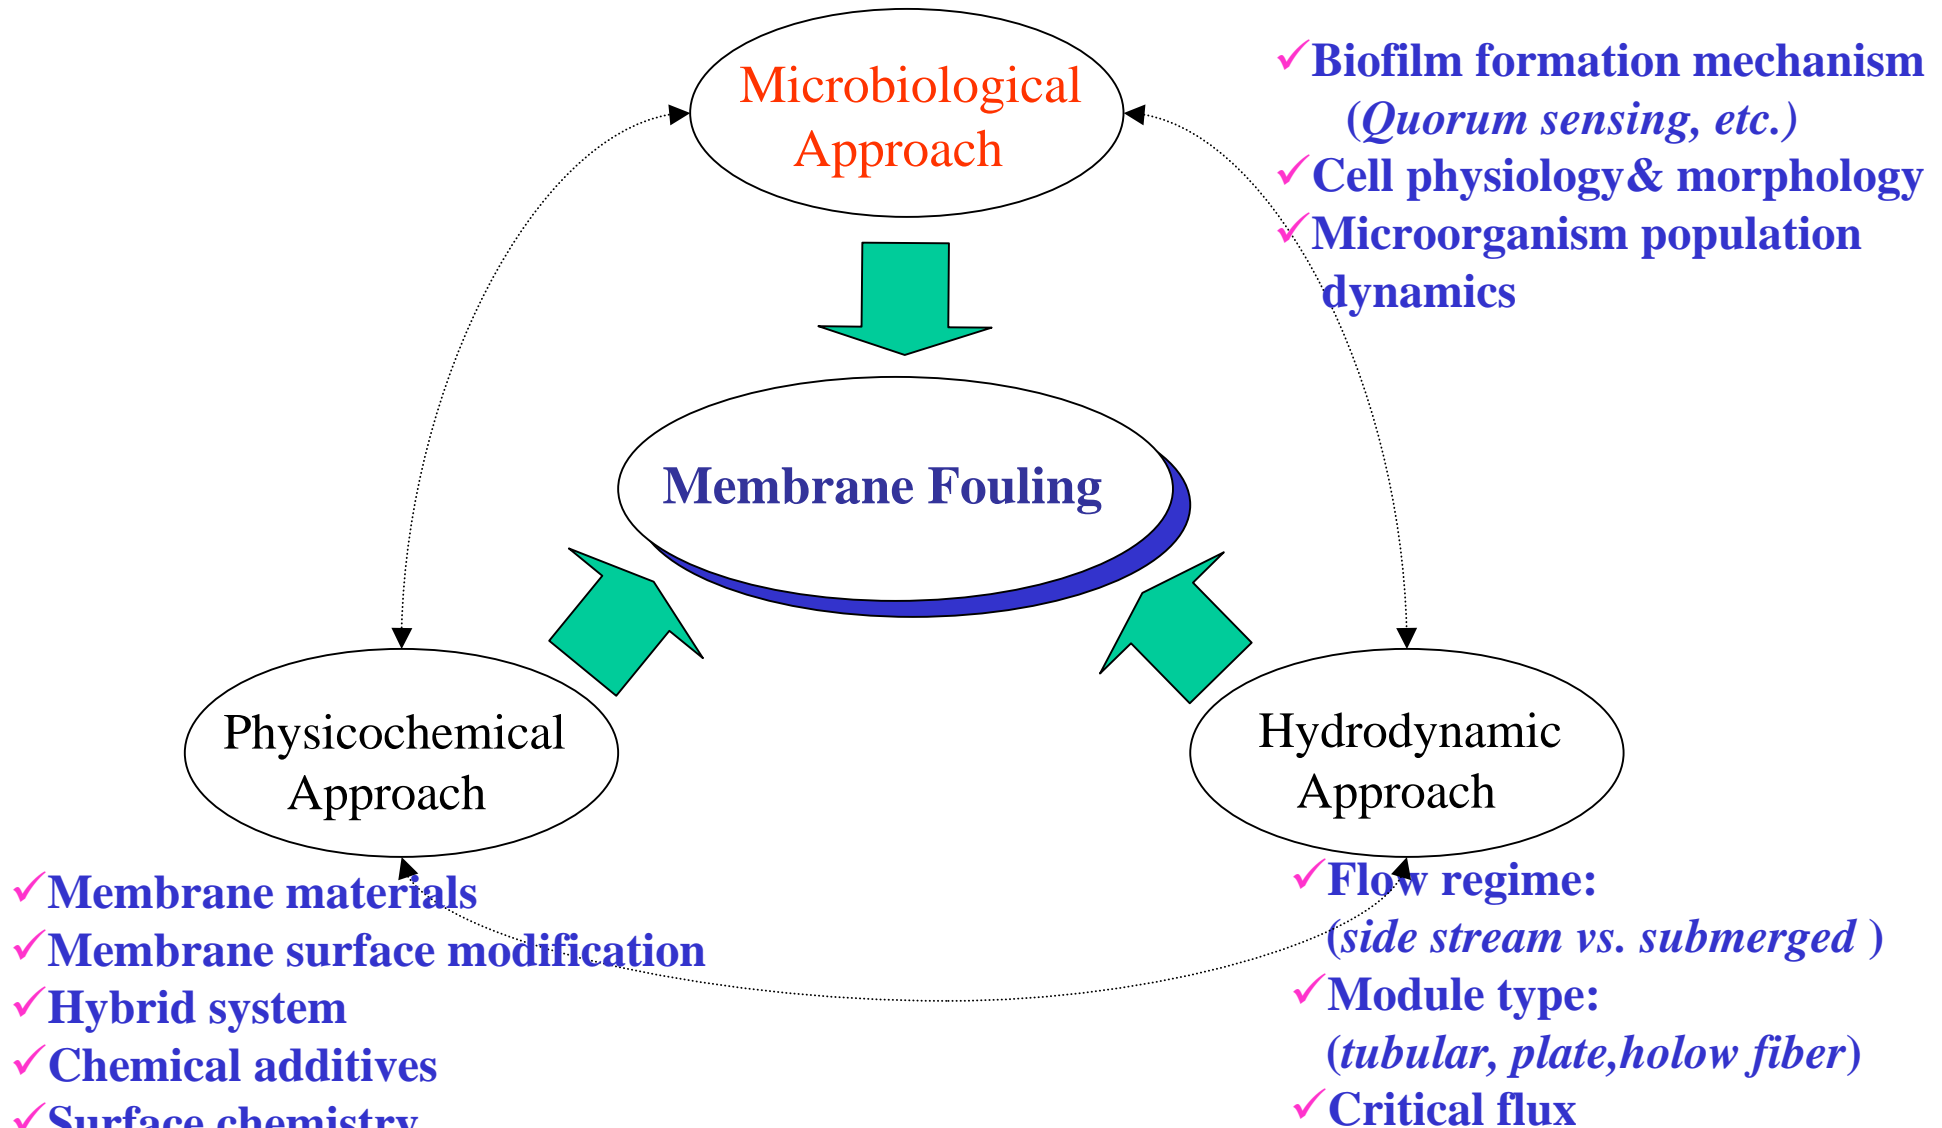 Microbiological
Approach
✓Biofilm formation mechanism
(Quorum sensing, etc.)
✓Cell physiology& morphology
✓Microorganism population
dynamics
Membrane Fouling
Physicochemical
Approach
Hydrodynamic
Approach
✓Membrane materials
✓Membrane surface modification
✓Hybrid system
✓Chemical additives
✓Surface chemistry
✓Flow regime:
(side stream vs. submerged )
✓Module type:
(tubular, plate,holow fiber)
✓Critical flux